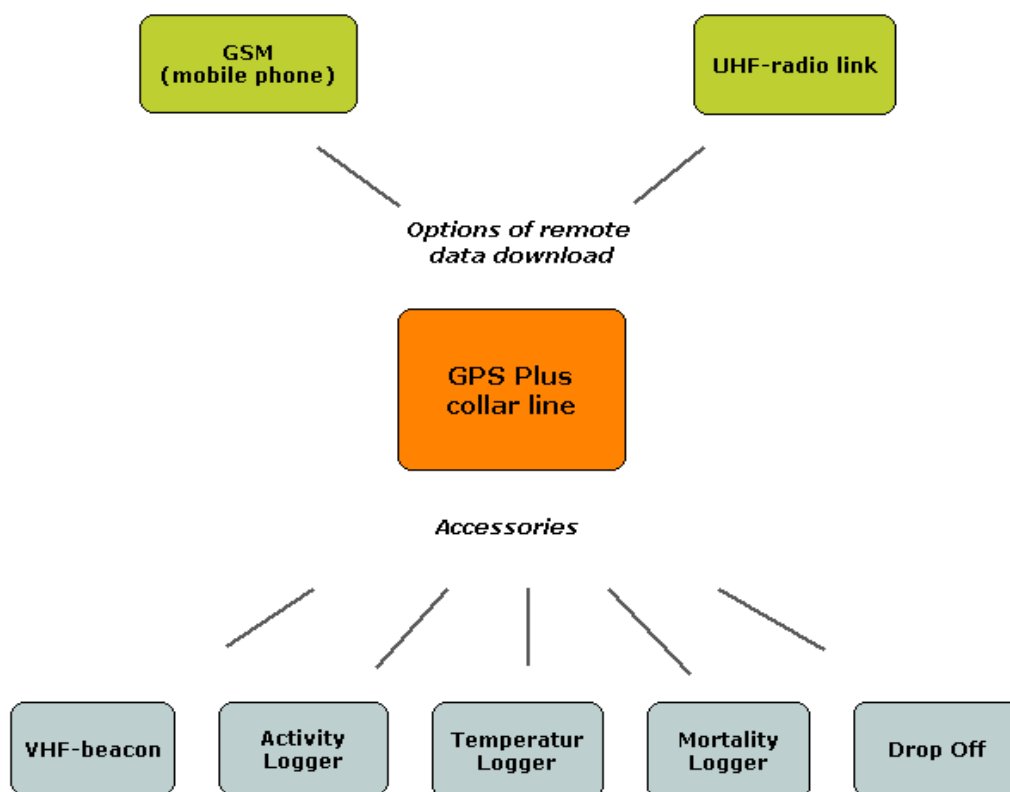 GSM
(mobile phone)
UHF-radio link
Options of remote
data download
GPS Plus
collar line
Accessories
VHF-beacon
Activity
Logger
Temperatur
Logger
Mortality
Logger
Drop Off